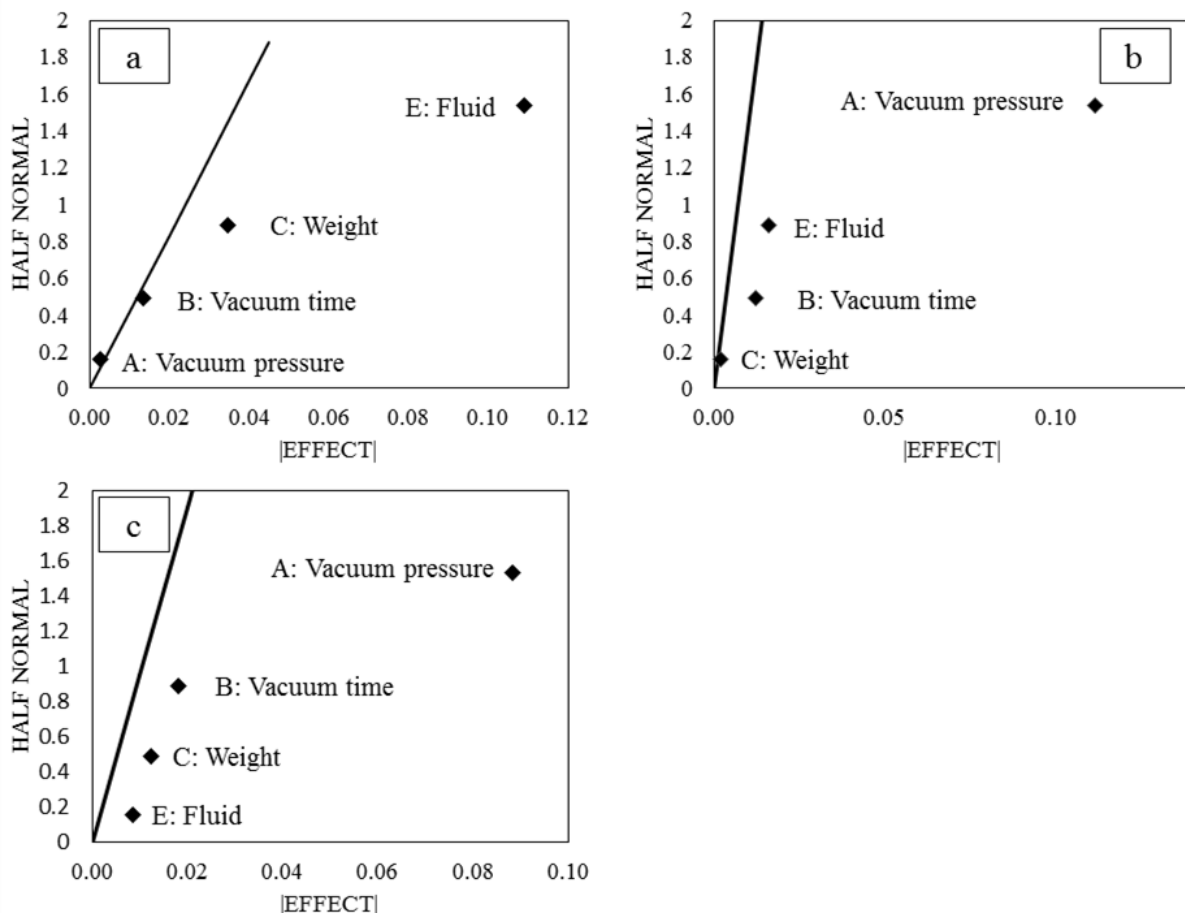 a
HALF NORMAL
2
1.8
1.6
1.4
1.2
1
0.8
0.6
0.4
0.2
0
E: Fluid
C: Weight
B: Vacuum time
A: Vacuum pressure
0.00 0.02 0.04 0.06 0.08 0.10 0.12
|EFFECT|
b
HALF NORMAL
2
1.8
1.6
1.4
1.2
1
0.8
0.6
0.4
0.2
0
A: Vacuum pressure
E: Fluid
B: Vacuum time
C: Weight
0.00 0.05 0.10
|EFFECT|
c
HALF NORMAL
2
1.8
1.6
1.4
1.2
1
0.8
0.6
0.4
0.2
0
A: Vacuum pressure
B: Vacuum time
C: Weight
E: Fluid
0.00 0.02 0.04 0.06 0.08 0.10
|EFFECT|